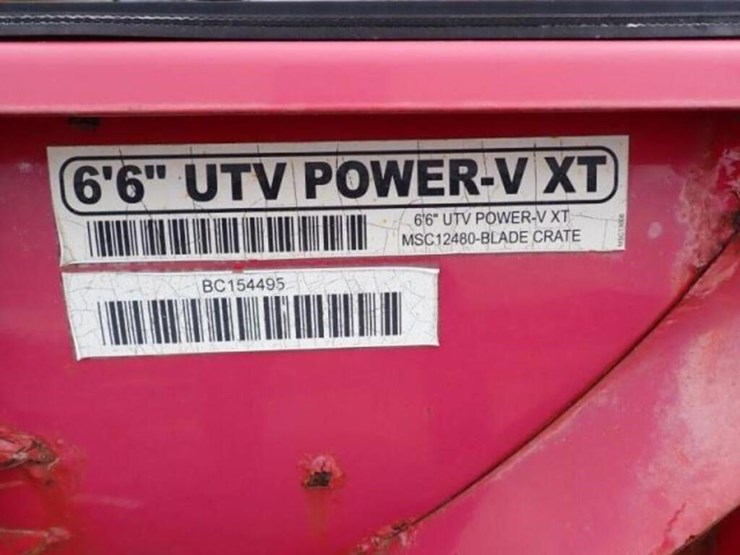 6'6" UTV POWER-V XT
6'6" UTV POWER-V XT
MSC12480-BLADE CRATE
BC154495